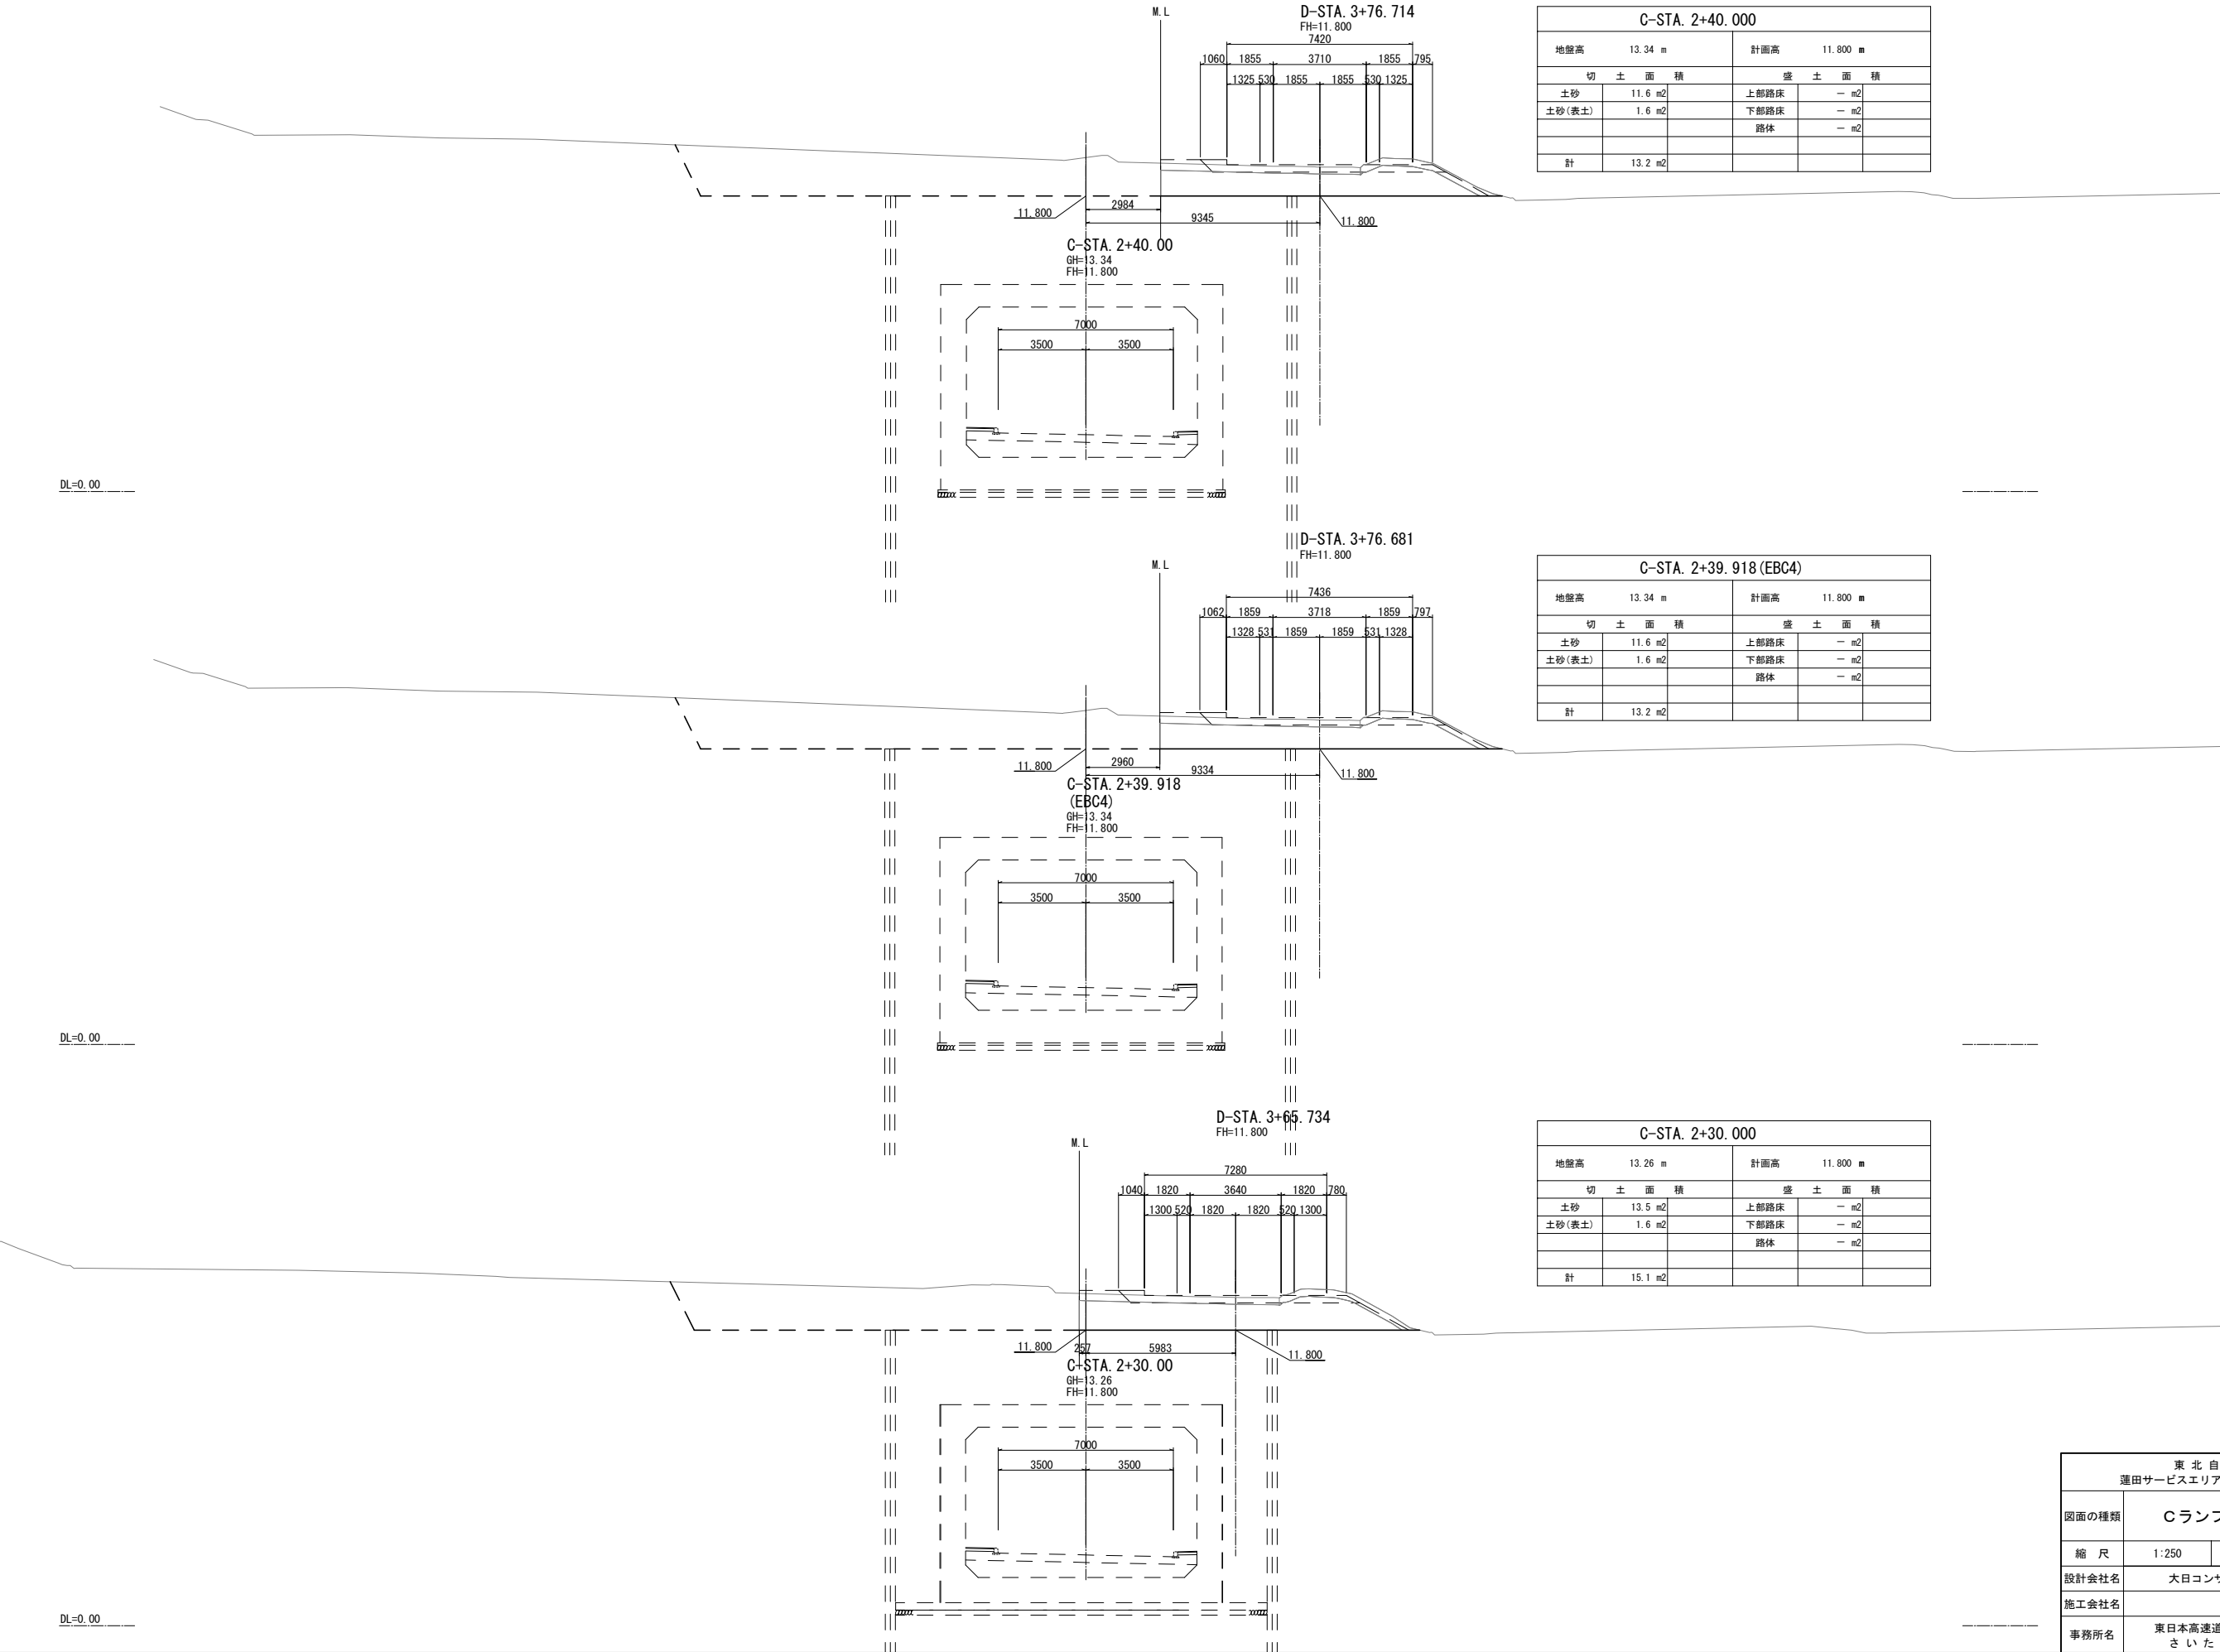 M.L
D-STA.3+76.714
FH=11.800
7420
1060 1855 3710 1855 795
1325 530 1855 1855 530 1325
11.800
2984
9345
11.800
C-STA.2+40.00
GH=13.34
FH=11.800
7000
3500 3500
DL=0.00
C-STA.2+40.000
地盤高 13.34 m 計画高 11.800 m
切土面積 盛土面積
土砂 11.6 m2 上部路床 － m2
土砂(表土) 1.6 m2 下部路床 － m2
路体 － m2
計 13.2 m2
D-STA.3+76.681
FH=11.800
M.L
7436
1062 1859 3718 1859 797
1328 531 1859 1859 531 1328
11.800
2960
9334
11.800
C-STA.2+39.918
(EBC4)
GH=13.34
FH=11.800
7000
3500 3500
DL=0.00
C-STA.2+39.918(EBC4)
地盤高 13.34 m 計画高 11.800 m
切土面積 盛土面積
土砂 11.6 m2 上部路床 － m2
土砂(表土) 1.6 m2 下部路床 － m2
路体 － m2
計 13.2 m2
D-STA.3+65.734
FH=11.800
M.L
7280
1040 1820 3640 1820 780
1300 520 1820 1820 520 1300
11.800
257 5983
11.800
C-STA.2+30.00
GH=13.26
FH=11.800
7000
3500 3500
DL=0.00
C-STA.2+30.000
地盤高 13.26 m 計画高 11.800 m
切土面積 盛土面積
土砂 13.5 m2 上部路床 － m2
土砂(表土) 1.6 m2 下部路床 － m2
路体 － m2
計 15.1 m2
東北自
蓮田サービスエリア
図面の種類 Cラン
縮尺 1:250
設計会社名 大日コン
施工会社名
事務所名 東日本高速道
さいた